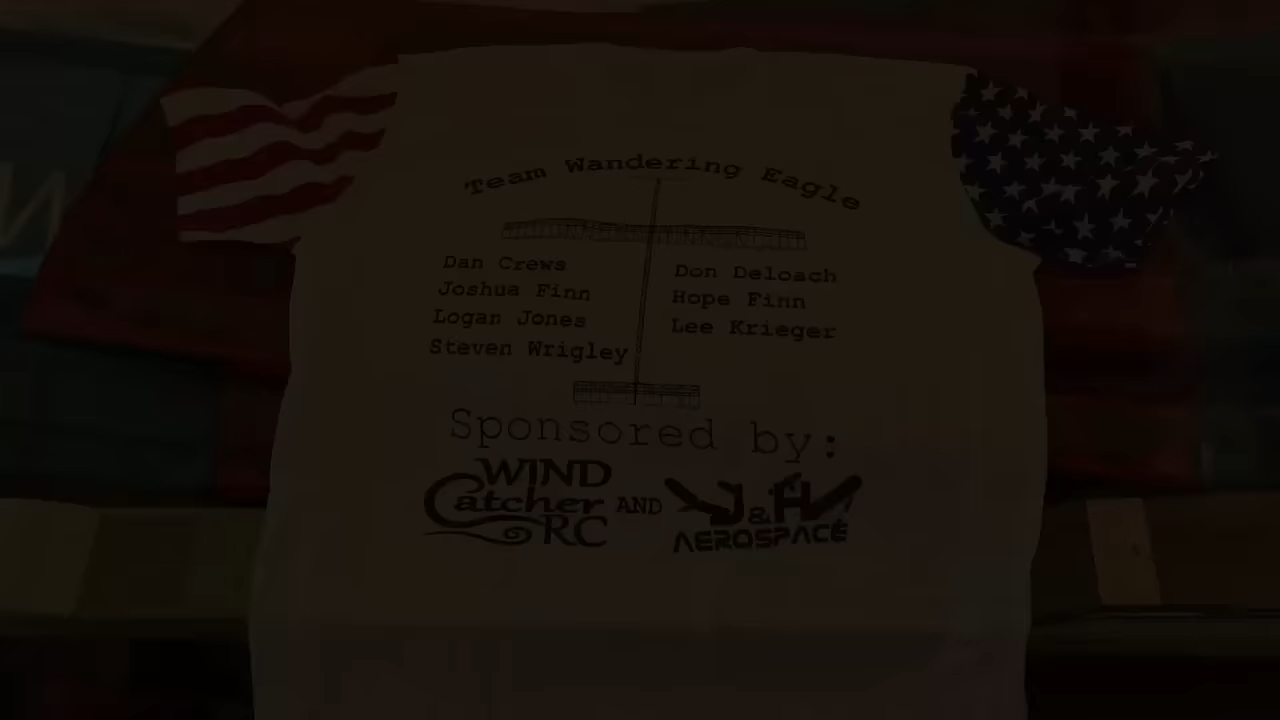 Team Wandering Eagle
Dan Crews
Joshua Finn
Logan Jones
Steven Wrigley
Don Deloach
Hope Finn
Lee Krieger
Sponsored by:
WIND
Catcher
RC
AND
J&H
AEROSPACE